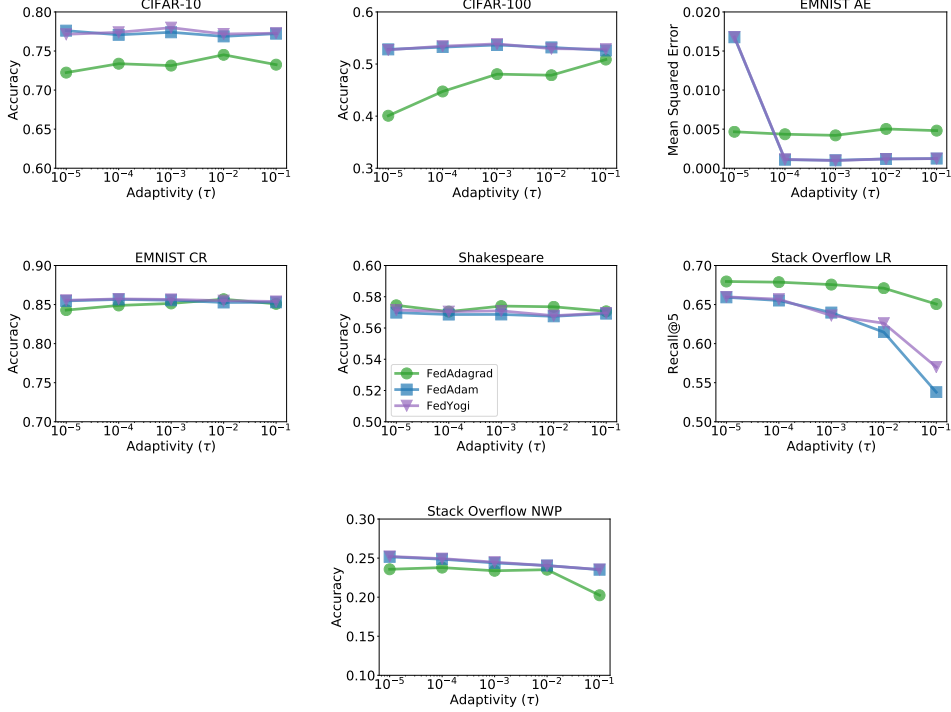 CIFAR-10
0.80
0.75
0.70
0.65
0.60
Accuracy
10⁻⁵ 10⁻⁴ 10⁻³ 10⁻² 10⁻¹
Adaptivity (τ)
CIFAR-100
0.6
0.5
0.4
0.3
Accuracy
10⁻⁵ 10⁻⁴ 10⁻³ 10⁻² 10⁻¹
Adaptivity (τ)
EMNIST AE
0.020
0.015
0.010
0.005
0.000
Mean Squared Error
10⁻⁵ 10⁻⁴ 10⁻³ 10⁻² 10⁻¹
Adaptivity (τ)
EMNIST CR
0.90
0.85
0.80
0.75
0.70
Accuracy
10⁻⁵ 10⁻⁴ 10⁻³ 10⁻² 10⁻¹
Adaptivity (τ)
Shakespeare
0.60
0.58
0.56
0.54
0.52
0.50
Accuracy
FedAdagrad
FedAdam
FedYogi
10⁻⁵ 10⁻⁴ 10⁻³ 10⁻² 10⁻¹
Adaptivity (τ)
Stack Overflow LR
0.70
0.65
0.60
0.55
0.50
Recall@5
10⁻⁵ 10⁻⁴ 10⁻³ 10⁻² 10⁻¹
Adaptivity (τ)
Stack Overflow NWP
0.30
0.25
0.20
0.15
0.10
Accuracy
10⁻⁵ 10⁻⁴ 10⁻³ 10⁻² 10⁻¹
Adaptivity (τ)